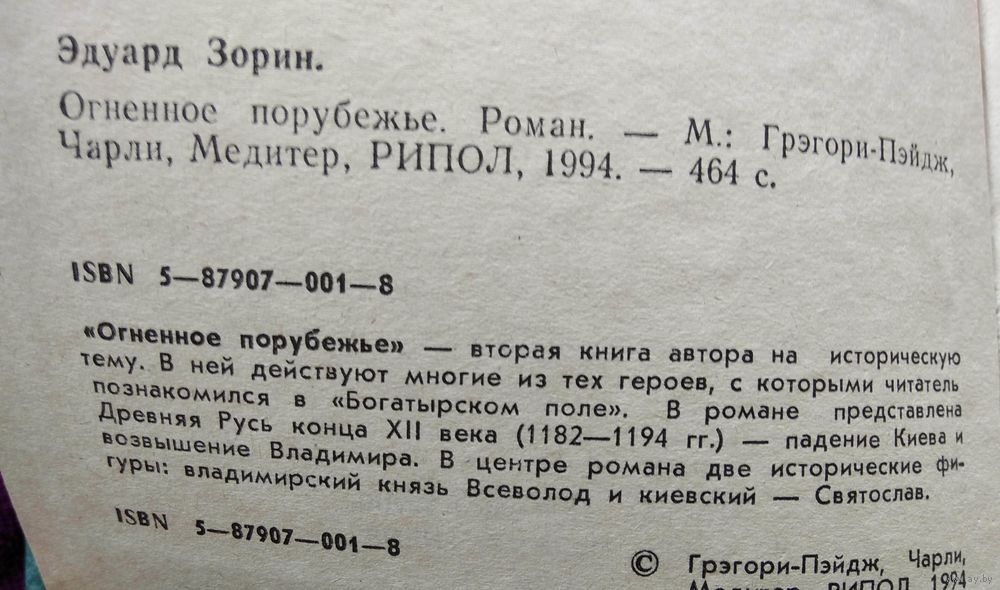 Эдуард Зорин.
Огненное порубежье. Роман. — М.: Грэгори-Пэйдж,
Чарли, Медитер, РИПОЛ, 1994. — 464 с.
ISBN 5—87907—001—8
«Огненное порубежье» — вторая книга автора на историческую
тему. В ней действуют многие из тех героев, с которыми читатель
познакомился в «Богатырском поле». В романе представлена
Древняя Русь конца XII века (1182—1194 гг.) — падение Киева и
возвышение Владимира. В центре романа две исторические фи-
гуры: владимирский князь Всеволод и киевский — Святослав.
ISBN 5—87907—001—8
© Грэгори-Пэйдж, Чарли,
Медитер, РИПОЛ 1994